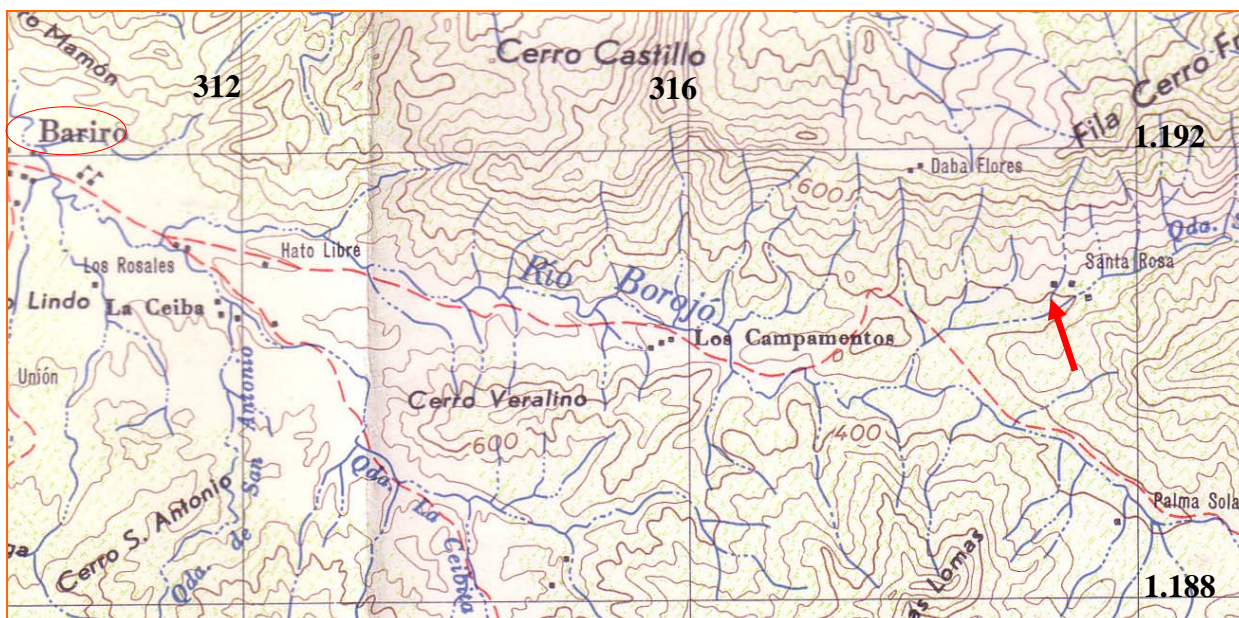 Mamón
Cerro Castillo
Fila Cerro
312
316
Bariro
1.192
Daba Flores
600
Qda.
Hato Libre
Santa Rosa
Los Rosales
Río Borojó
Lindo
La Ceiba
Los Campamentos
Unión
Cerro Veralino
Qda. de San Antonio
600
400
Qda. La Ceibita
Cerro S. Antonio
Palma Sola
Lomas
1.188